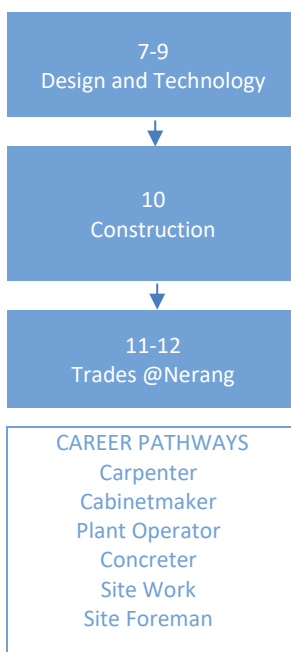 7-9
Design and Technology
10
Construction
11-12
Trades @Nerang
CAREER PATHWAYS
Carpenter
Cabinetmaker
Plant Operator
Concreter
Site Work
Site Foreman